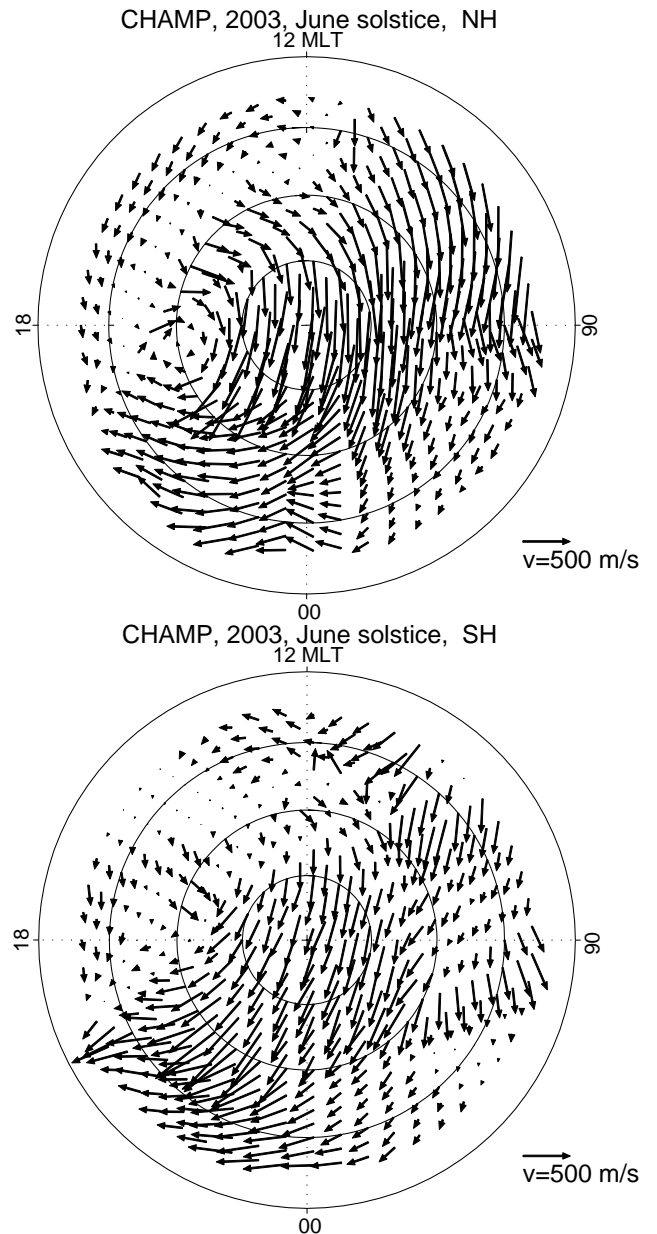 CHAMP, 2003, June solstice, NH
12 MLT
18
06
v=500 m/s
00
CHAMP, 2003, June solstice, SH
12 MLT
18
06
v=500 m/s
00